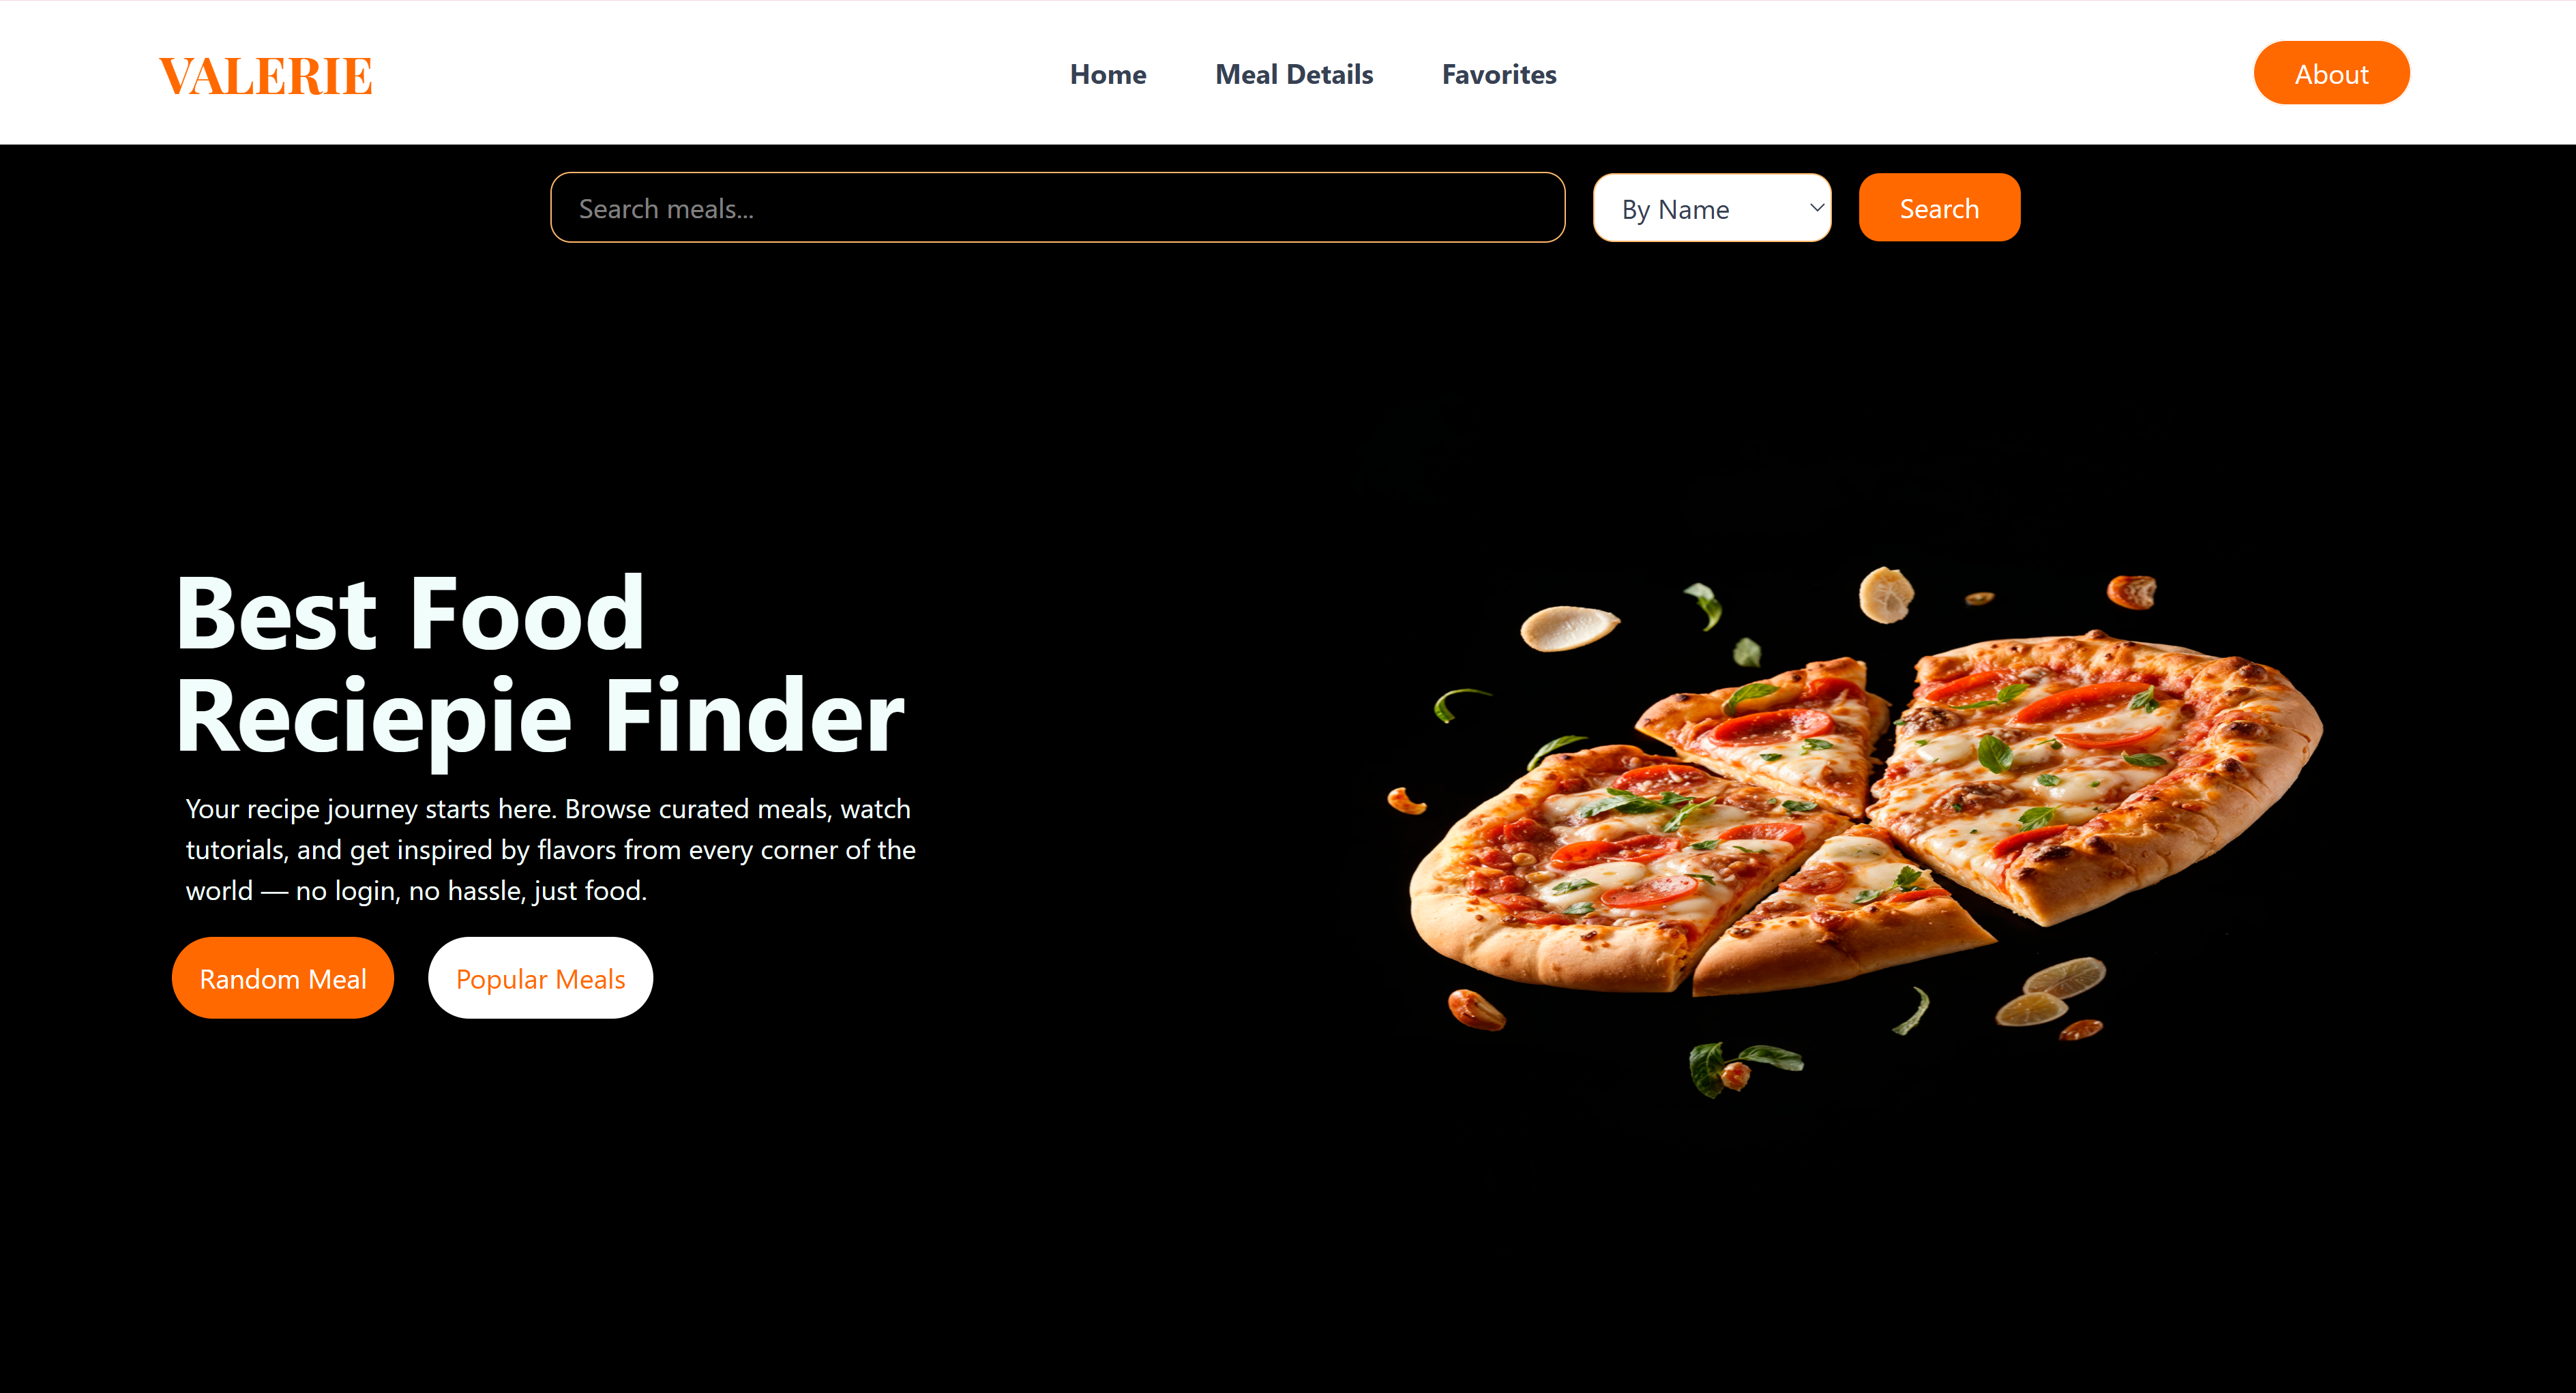 VALERIE
Home
Meal Details
Favorites
About
Search meals...
By Name
Search
Best Food
Reciepie Finder
Your recipe journey starts here. Browse curated meals, watch
tutorials, and get inspired by flavors from every corner of the
world — no login, no hassle, just food.
Random Meal
Popular Meals